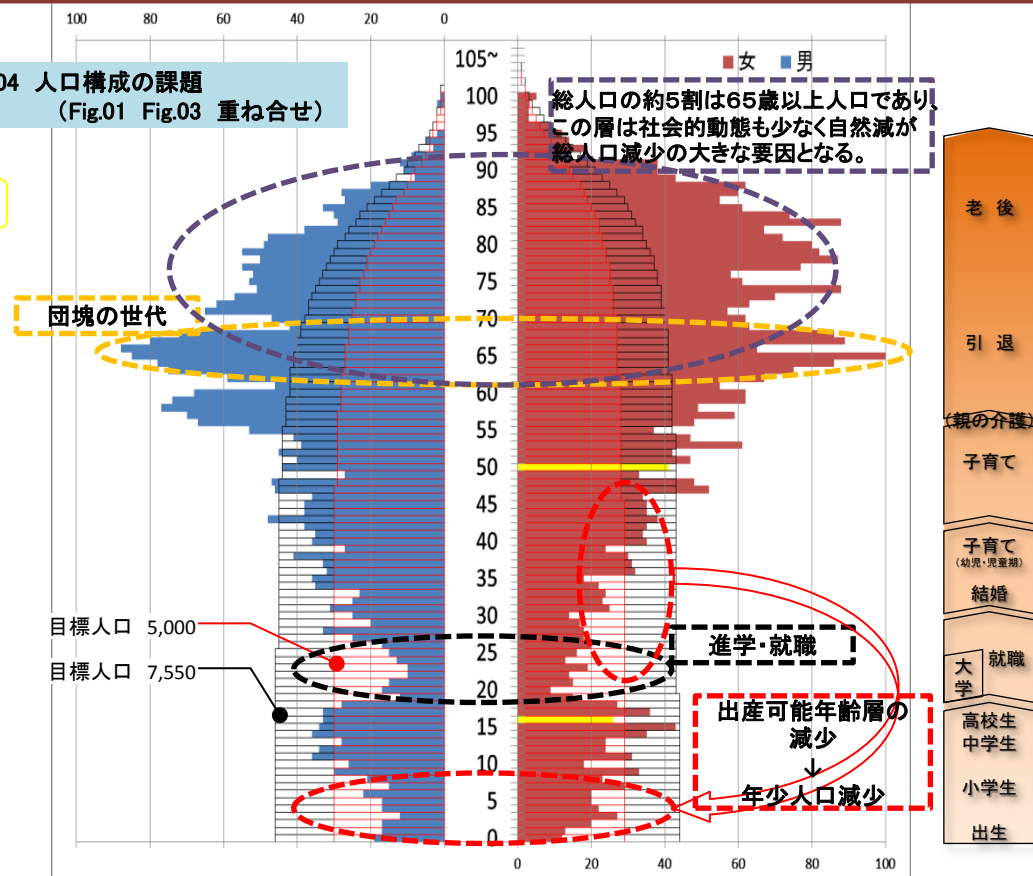 100 80 60 40 20 0
04 人口構成の課題
（Fig.01 Fig.03 重ね合せ）
105~
100
95
90
85
80
75
70
65
60
55
50
45
40
35
30
25
20
15
10
5
0
女 男
総人口の約5割は65歳以上人口であり、
この層は社会的動態も少なく自然減が
総人口減少の大きな要因となる。
団塊の世代
目標人口 5,000
目標人口 7,550
進学・就職
出産可能年齢層の
減少
↓
年少人口減少
0 20 40 60 80 100
老 後
引 退
(親の介護)
子育て
子育て
(幼児・児童期)
結婚
就職
大
学
高校生
中学生
小学生
出生